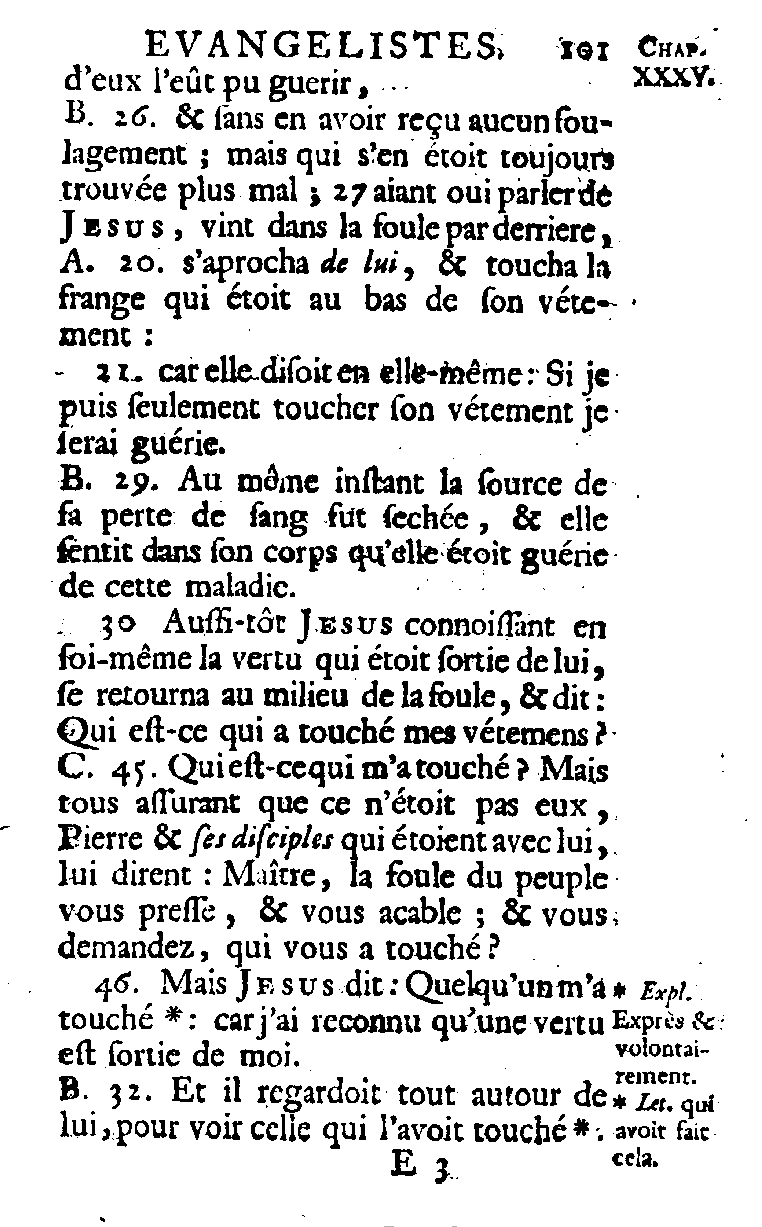 EVANGELISTES, 101 CHAP. XXXV.
d'eux l'eût pu guerir,
B. 26. & ſans en avoir reçu aucun ſou-
lagement ; mais qui s'en étoit toujours
trouvée plus mal ; 27 aiant oui parler de
JESUS, vint dans la foule par derriere,
A. 20. s'aprocha de lui, & toucha la
frange qui étoit au bas de ſon véte-
ment :
21. car elle diſoit en elle-même : Si je
puis ſeulement toucher ſon vétement je
ſerai guérie.
B. 29. Au même inſtant la ſource de
ſa perte de ſang fut ſechée, & elle
ſentit dans ſon corps qu'elle étoit guérie
de cette maladie.
30 Auſſi-tôt JESUS connoiſſant en
ſoi-même la vertu qui étoit ſortie de lui,
ſe retourna au milieu de la foule, & dit :
Qui eſt-ce qui a touché mes vétemens ?
C. 45. Qui eſt-ce qui m'a touché ? Mais
tous aſſurant que ce n'étoit pas eux,
Pierre & ſes diſciples qui étoient avec lui,
lui dirent : Maître, la foule du peuple
vous preſſe, & vous acable ; & vous
demandez, qui vous a touché ?
46. Mais JESUS dit : Quelqu'un m'a
touché * : car j'ai reconnu qu'une vertu
eſt ſortie de moi.
B. 32. Et il regardoit tout autour de
lui, pour voir celle qui l'avoit touché *.
* Expl.
Exprès &
volontai-
rement.
* Let. qui
avoit fait
cela.
E 3